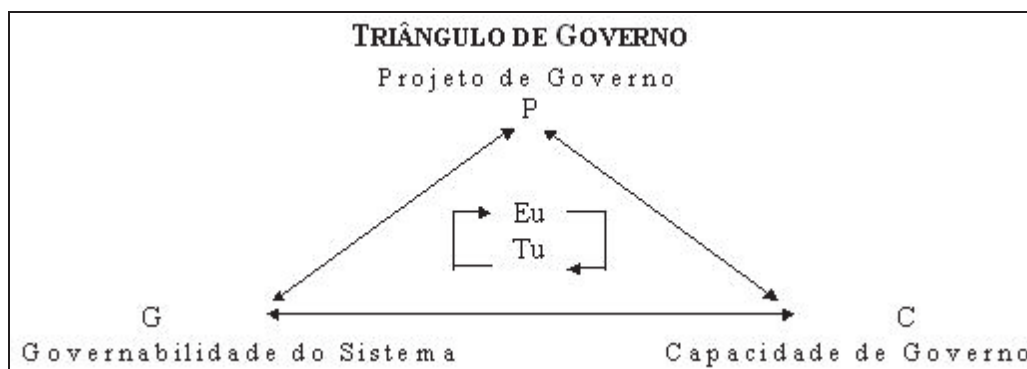 TRIÂNGULO DE GOVERNO
Projeto de Governo
P
Eu
Tu
G
C
Governabilidade do Sistema
Capacidade de Governo